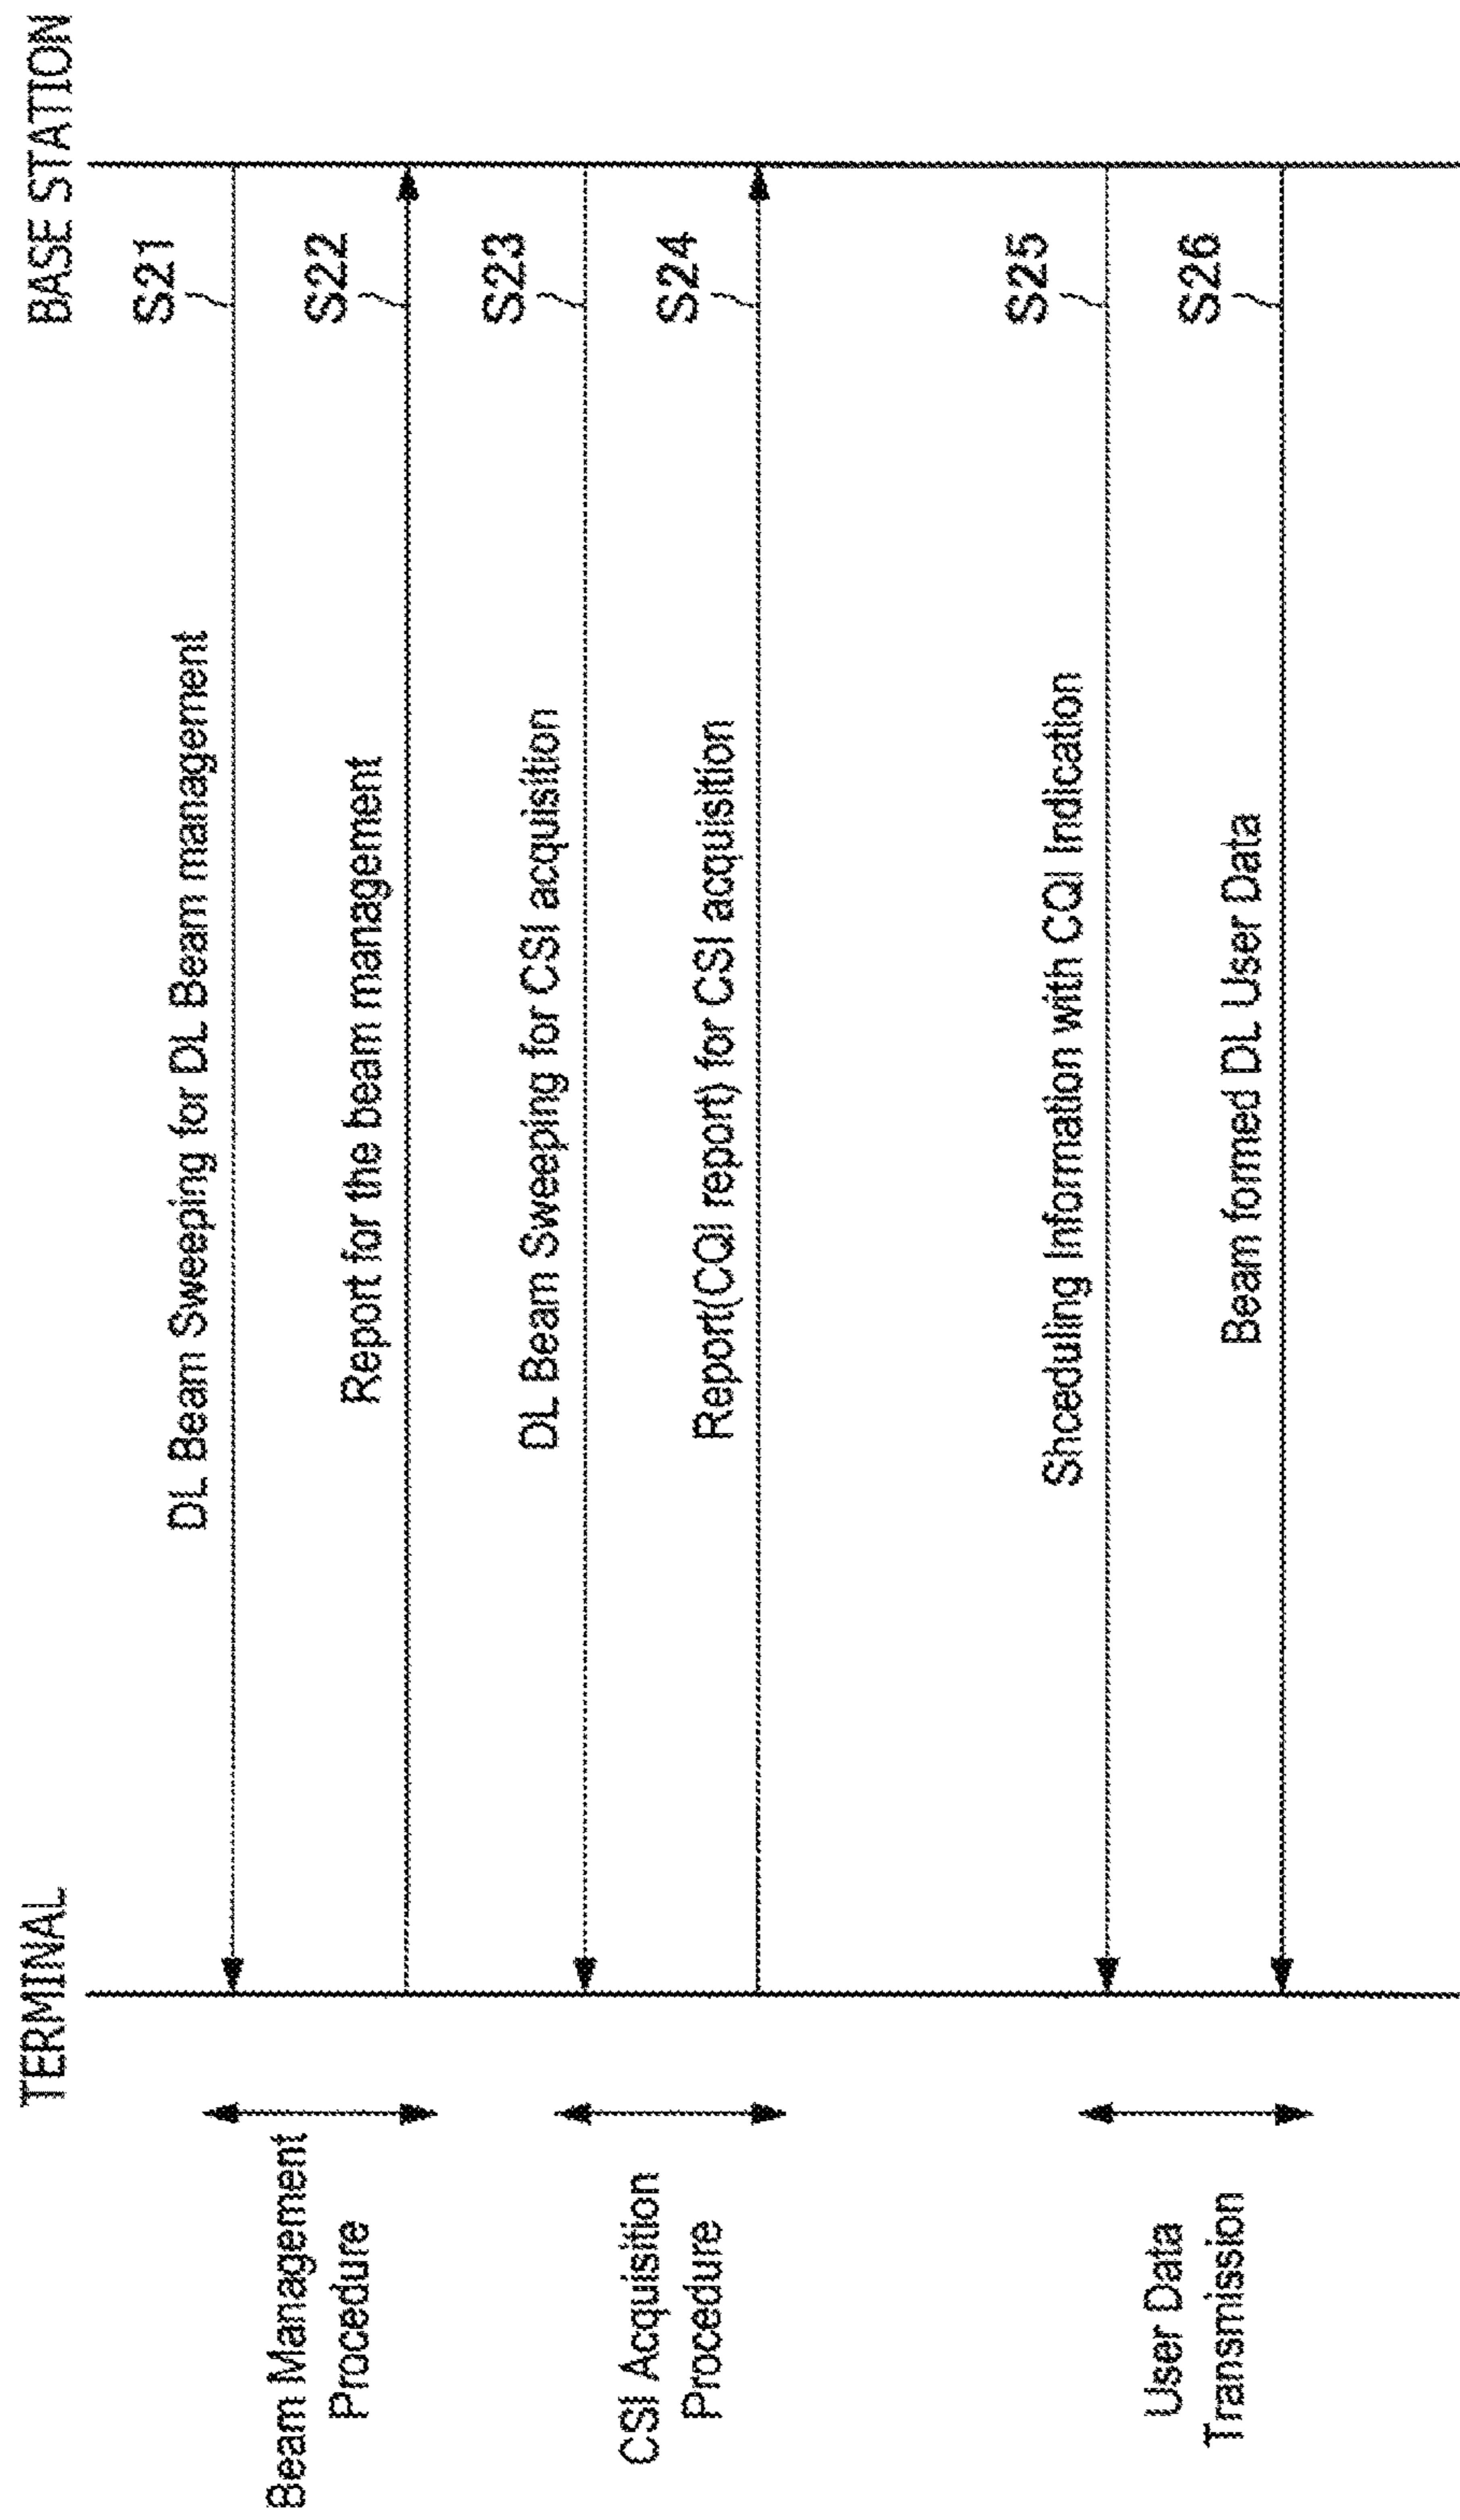 TERMINAL
BASE STATION
Beam Management
Procedure
DL Beam Sweeping for DL Beam management
S21
Report for the beam management
S22
CSI Acquisition
Procedure
DL Beam Sweeping for CSI acquisition
S23
Report(CQI report) for CSI acquisition
S24
User Data
Transmission
Shceduling Information with CQI Indication
S25
Beam formed DL User Data
S26